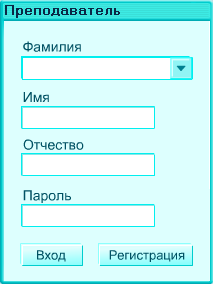 Преподаватель
Фамилия
Имя
Отчество
Пароль
Вход Регистрация